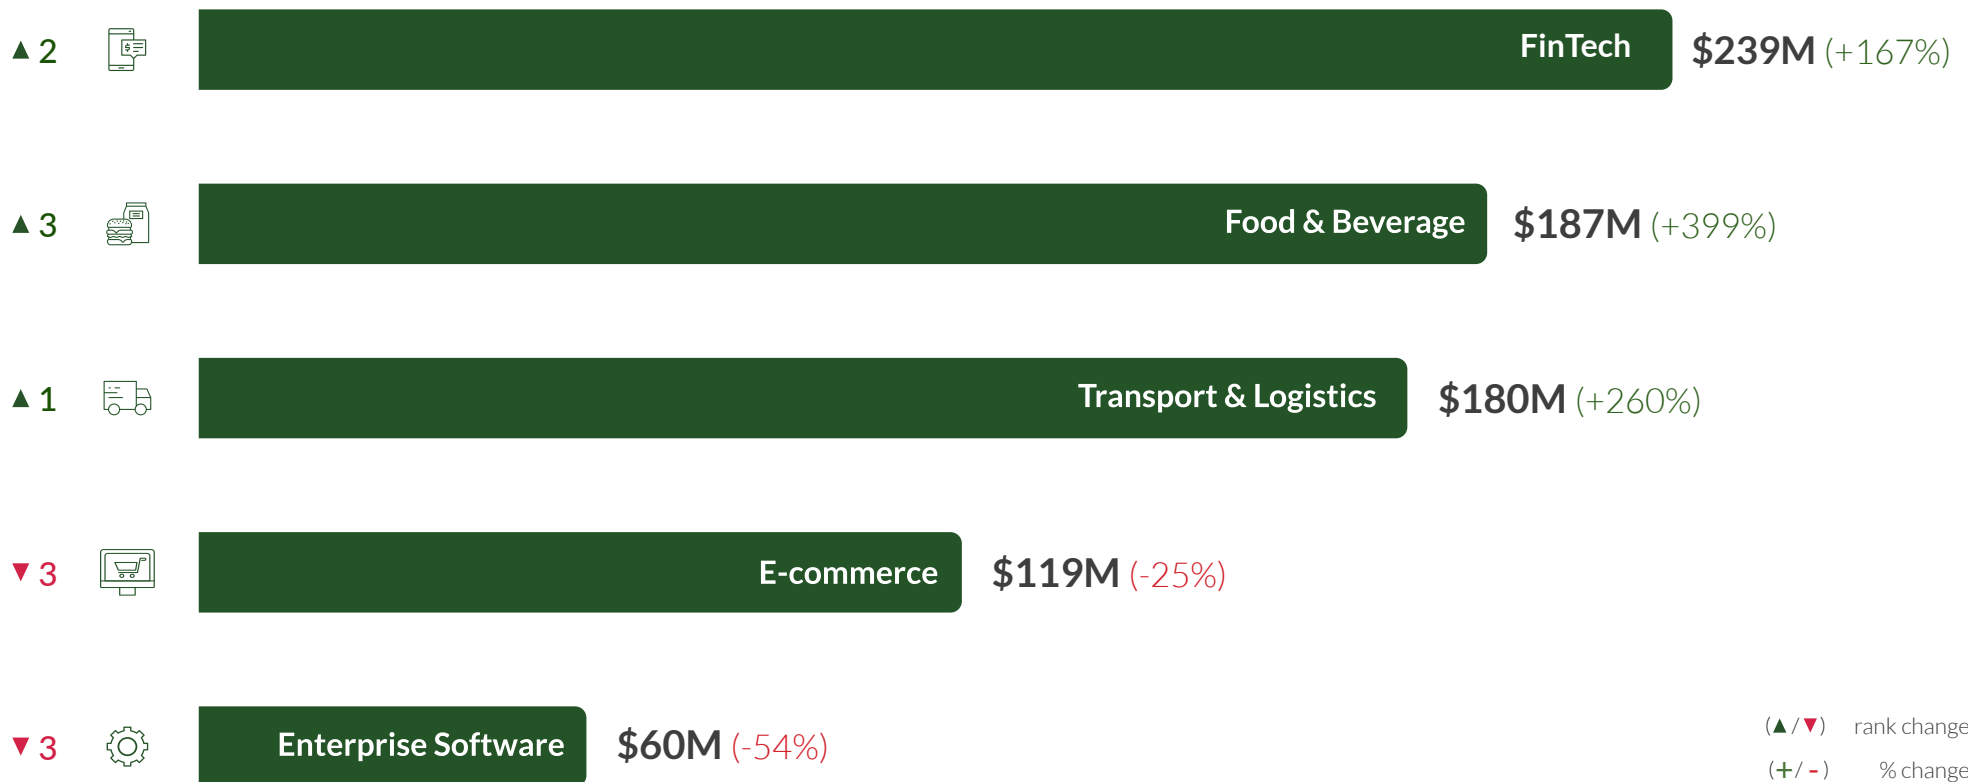 ▲ 2 FinTech $239M (+167%)
▲ 3 Food & Beverage $187M (+399%)
▲ 1 Transport & Logistics $180M (+260%)
▼ 3 E-commerce $119M (-25%)
▼ 3 Enterprise Software $60M (-54%)
(▲/▼) rank change
(+/-) % change